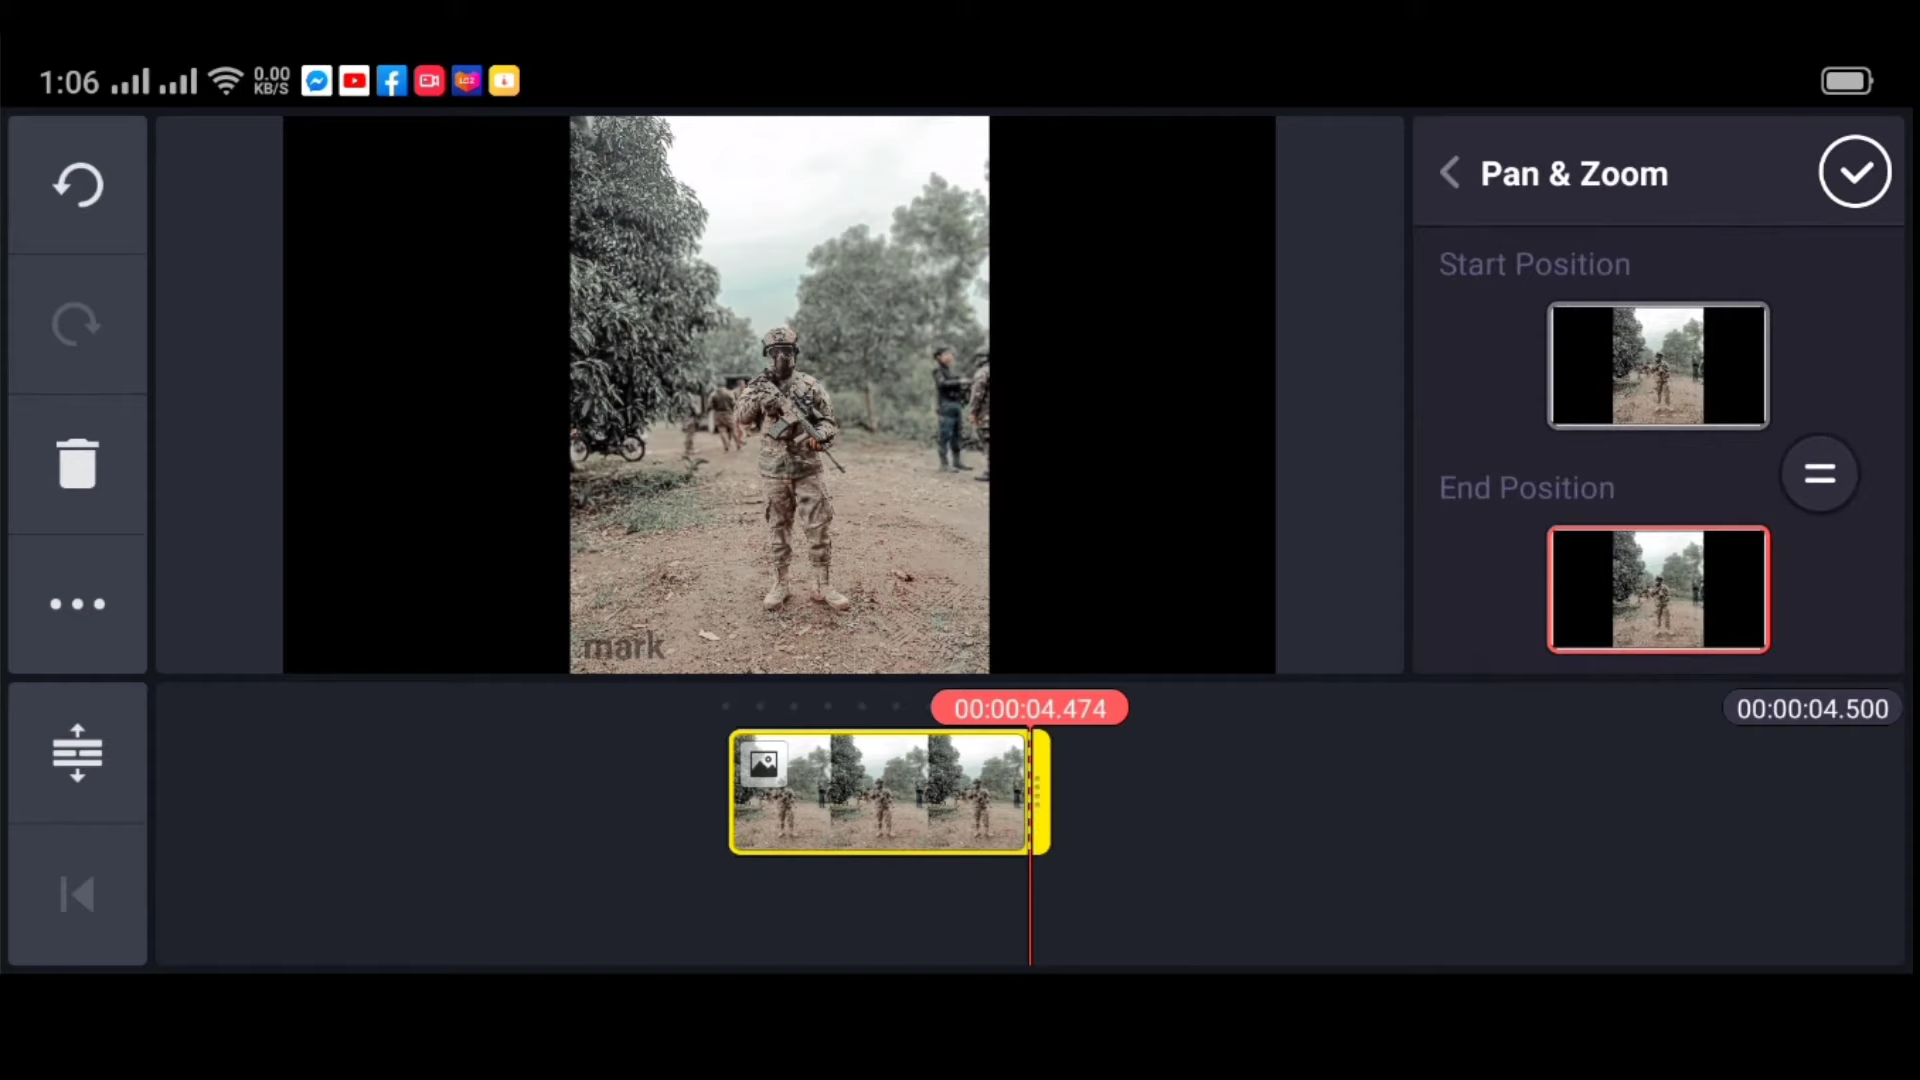 1:06
0.00
KB/S
Pan & Zoom
Start Position
End Position
mark
00:00:04.474
00:00:04.500